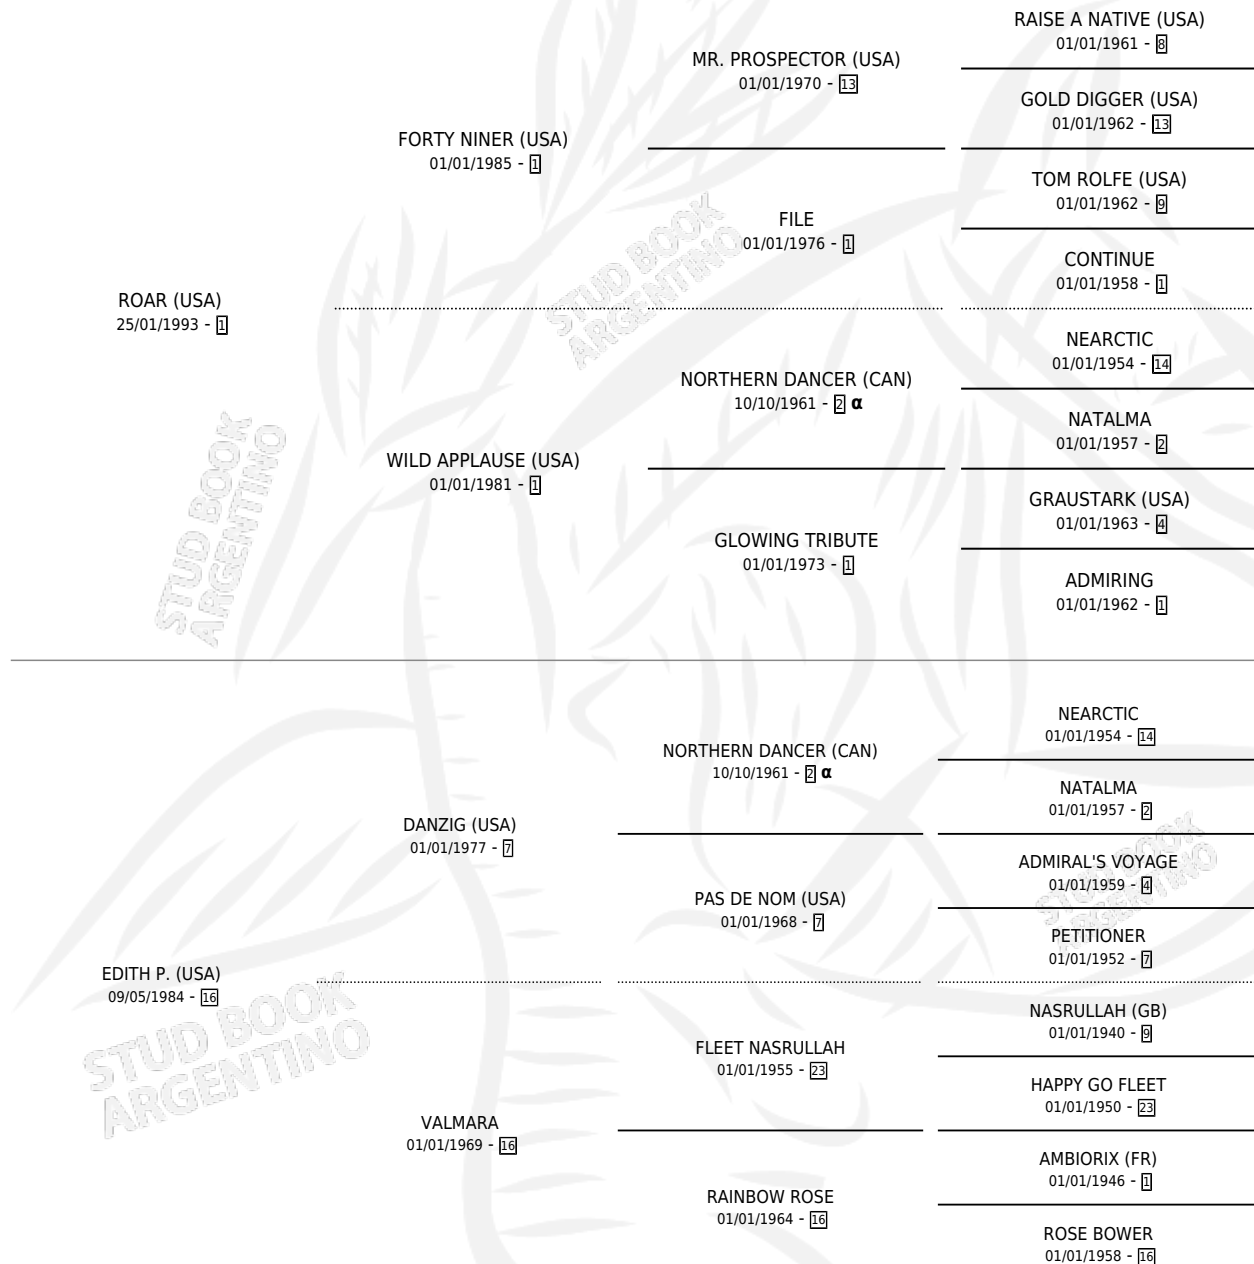 RAISE A NATIVE (USA)
01/01/1961 - 8
MR. PROSPECTOR (USA)
01/01/1970 - 13
GOLD DIGGER (USA)
01/01/1962 - 13
FORTY NINER (USA)
01/01/1985 - 1
TOM ROLFE (USA)
01/01/1962 - 9
FILE
01/01/1976 - 1
CONTINUE
01/01/1958 - 1
ROAR (USA)
25/01/1993 - 1
NEARCTIC
01/01/1954 - 14
NORTHERN DANCER (CAN)
10/10/1961 - 2 α
NATALMA
01/01/1957 - 2
WILD APPLAUSE (USA)
01/01/1981 - 1
GRAUSTARK (USA)
01/01/1963 - 4
GLOWING TRIBUTE
01/01/1973 - 1
ADMIRING
01/01/1962 - 1
NEARCTIC
01/01/1954 - 14
NORTHERN DANCER (CAN)
10/10/1961 - 2 α
NATALMA
01/01/1957 - 2
DANZIG (USA)
01/01/1977 - 7
ADMIRAL'S VOYAGE
01/01/1959 - 4
PAS DE NOM (USA)
01/01/1968 - 7
PETITIONER
01/01/1952 - 7
EDITH P. (USA)
09/05/1984 - 16
NASRULLAH (GB)
01/01/1940 - 9
FLEET NASRULLAH
01/01/1955 - 23
HAPPY GO FLEET
01/01/1950 - 23
VALMARA
01/01/1969 - 16
AMBIORIX (FR)
01/01/1946 - 1
RAINBOW ROSE
01/01/1964 - 16
ROSE BOWER
01/01/1958 - 16
STUD BOOK
ARGENTINO
STUD BOOK
ARGENTINO
STUD BOOK
ARGENTINO
STUD BOOK
ARGENTINO